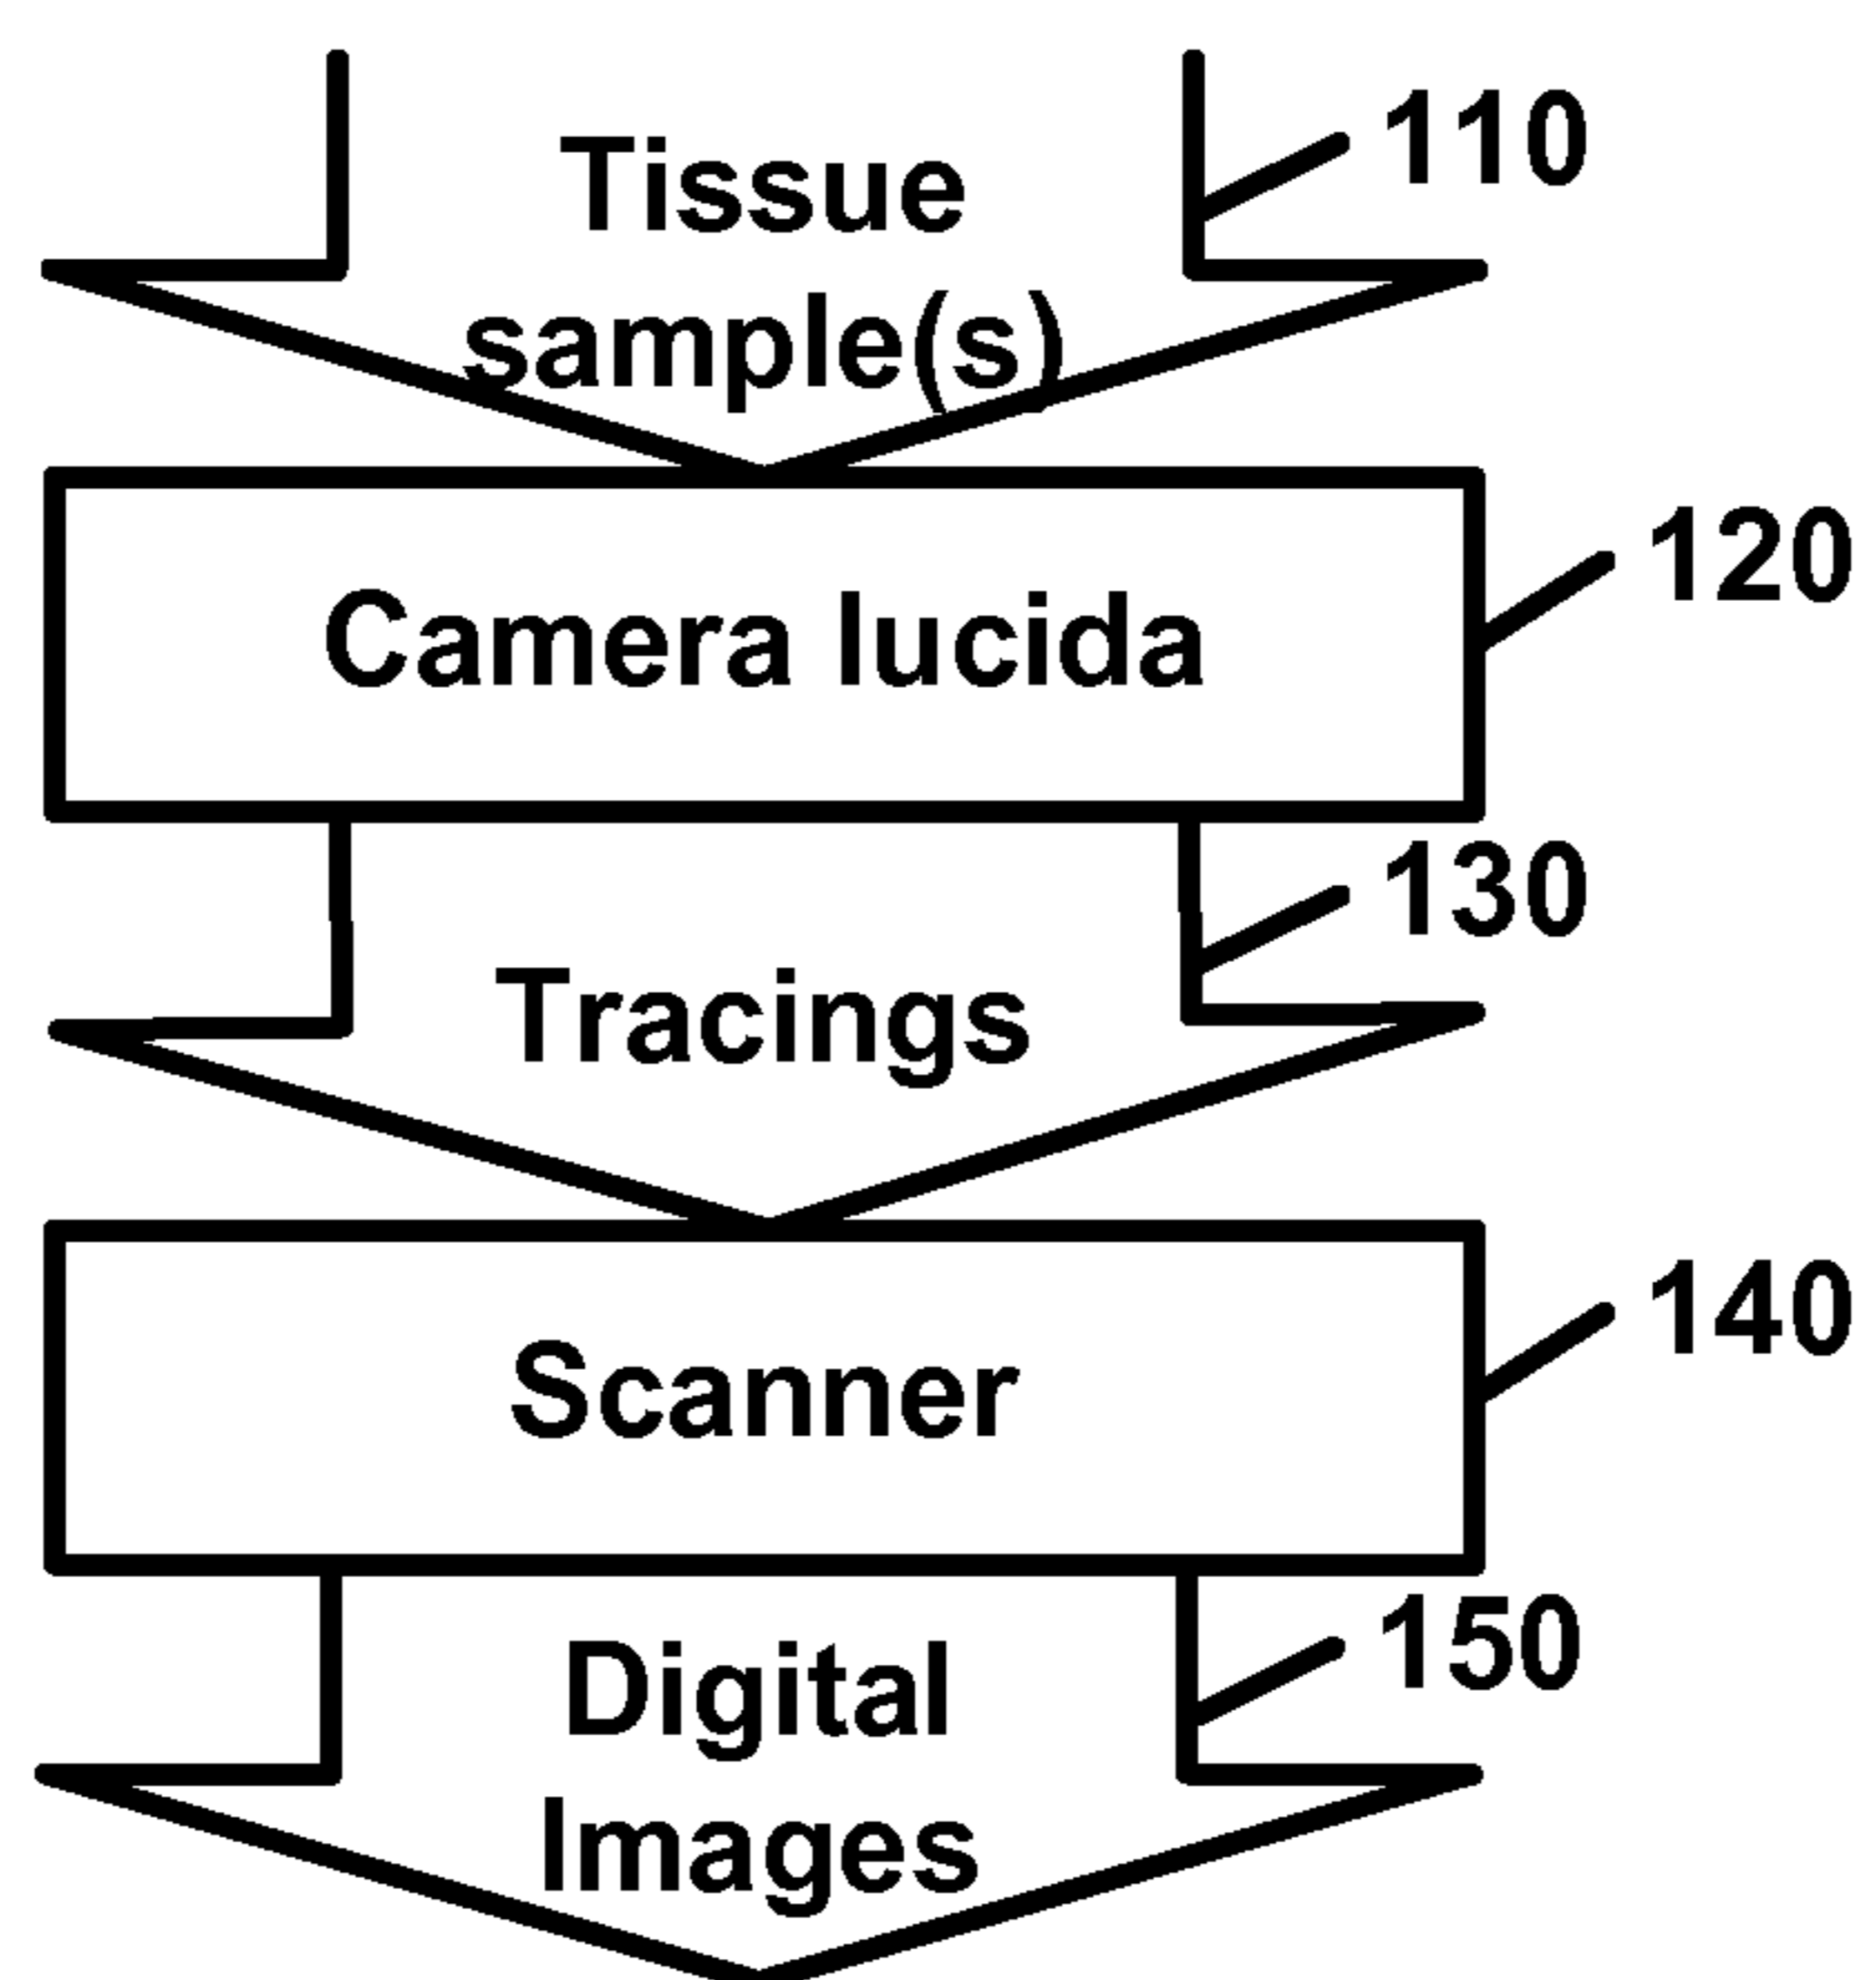 Tissue
sample(s)
110
Camera lucida
120
Tracings
130
Scanner
140
Digital
Images
150